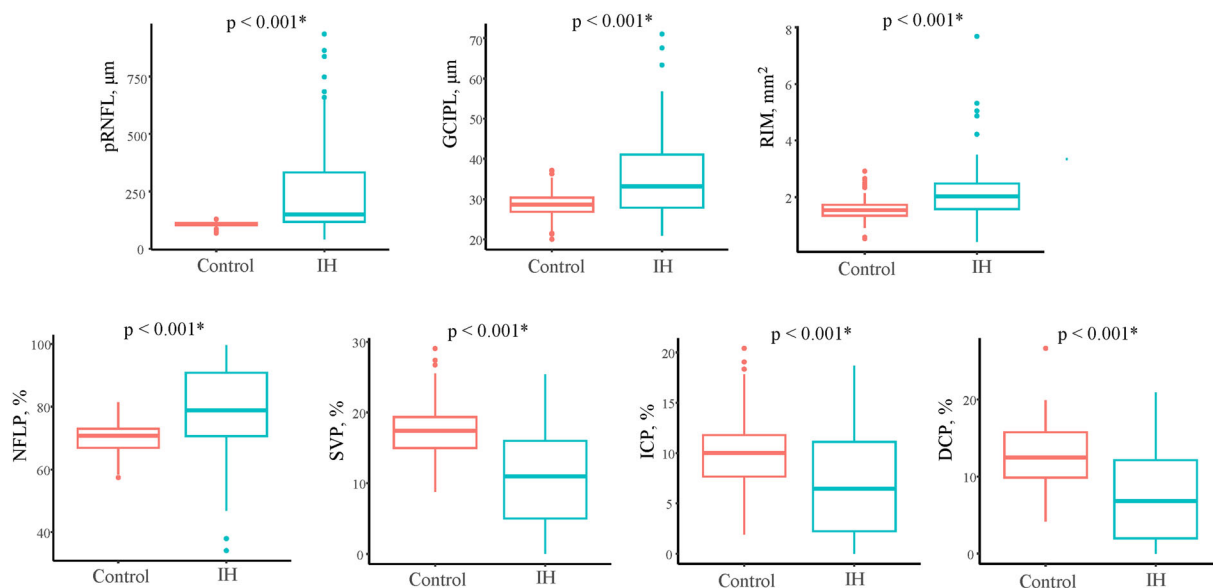 p < 0.001*
pRNFL, μm
750
500
250
0
Control
IH
p < 0.001*
GCIPL, μm
70
60
50
40
30
20
Control
IH
p < 0.001*
RIM, mm²
8
6
4
2
Control
IH
p < 0.001*
NFLP, %
100
80
60
40
Control
IH
p < 0.001*
SVP, %
30
20
10
0
Control
IH
p < 0.001*
ICP, %
20
15
10
5
0
Control
IH
p < 0.001*
DCP, %
20
10
0
Control
IH